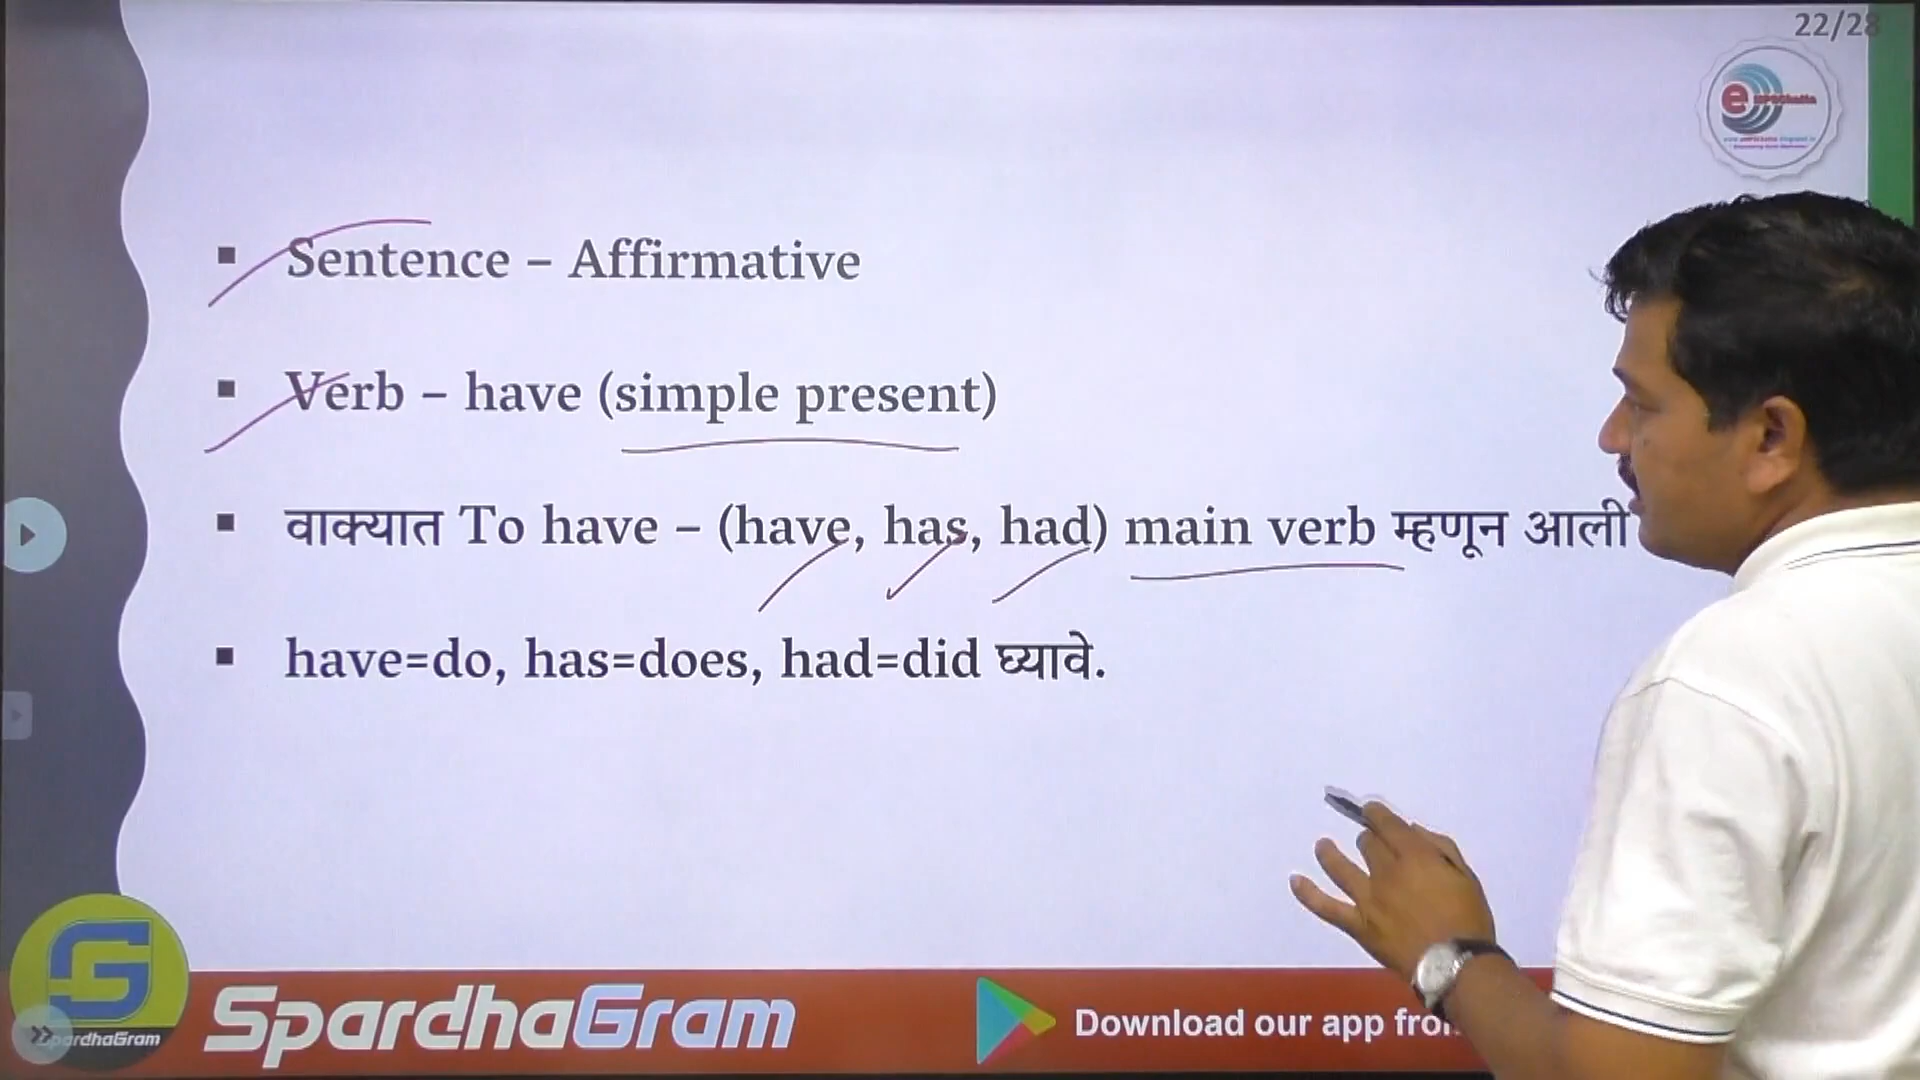 22/28
e
Sentence – Affirmative
Verb – have (simple present)
वाक्यात To have – (have, has, had) main verb म्हणून आली
have=do, has=does, had=did घ्यावे.
SpardhaGram
Download our app from